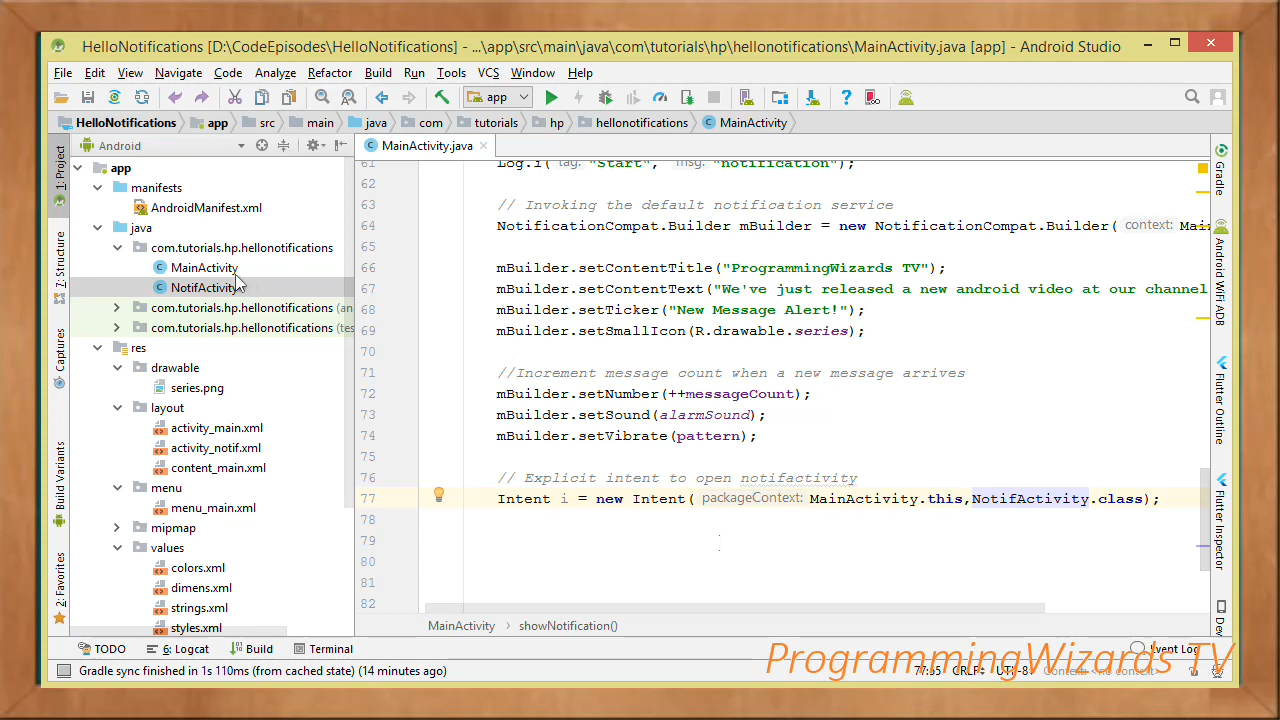 HelloNotifications [D:\CodeEpisodes\HelloNotifications] - ...\app\src\main\java\com\tutorials\hp\hellonotifications\MainActivity.java [app] - Android Studio
File Edit View Navigate Code Analyze Refactor Build Run Tools VCS Window Help
app
HelloNotifications app src main java com tutorials hp hellonotifications MainActivity
Android
MainActivity.java
1: Project
7: Structure
Captures
Build Variants
2: Favorites
app
manifests
AndroidManifest.xml
java
com.tutorials.hp.hellonotifications
MainActivity
NotifActivity
com.tutorials.hp.hellonotifications (an
com.tutorials.hp.hellonotifications (tes
res
drawable
series.png
layout
activity_main.xml
activity_notif.xml
content_main.xml
menu
menu_main.xml
mipmap
values
colors.xml
dimens.xml
strings.xml
styles.xml
61 Log.i( tag: "Start", msg: "notification");
62
63 // Invoking the default notification service
64 NotificationCompat.Builder mBuilder = new NotificationCompat.Builder( context: Mai
65
66 mBuilder.setContentTitle("ProgrammingWizards TV");
67 mBuilder.setContentText("We've just released a new android video at our channel
68 mBuilder.setTicker("New Message Alert!");
69 mBuilder.setSmallIcon(R.drawable.series);
70
71 //Increment message count when a new message arrives
72 mBuilder.setNumber(++messageCount);
73 mBuilder.setSound(alarmSound);
74 mBuilder.setVibrate(pattern);
75
76 // Explicit intent to open notifactivity
77 Intent i = new Intent( packageContext: MainActivity.this,NotifActivity.class);
78
79
80
81
82
MainActivity showNotification()
Gradle
Android WiFi ADB
Flutter Outline
Flutter Inspector
TODO 6: Logcat Build Terminal Event Log
ProgrammingWizards TV
Gradle sync finished in 1s 110ms (from cached state) (14 minutes ago) CRLF UTF-8 Context: <no context>